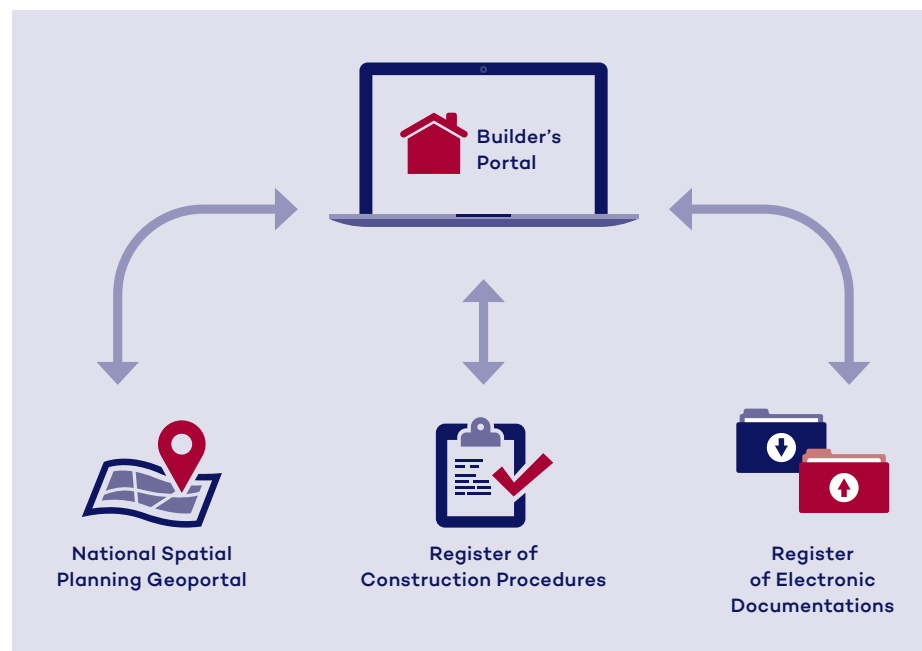 Builder's
Portal
National Spatial
Planning Geoportal
Register of
Construction Procedures
Register
of Electronic
Documentations